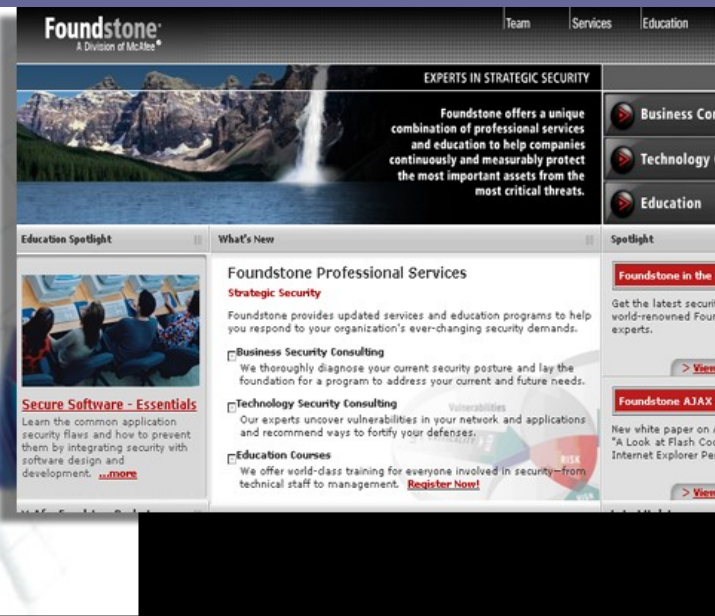 Foundstone
A Division of McAfee
Team Services Education
EXPERTS IN STRATEGIC SECURITY
Foundstone offers a unique
combination of professional services
and education to help companies
continuously and measurably protect
the most important assets from the
most critical threats.
Business
Technology
Education
Education Spotlight
Secure Software - Essentials
Learn the common application
security flaws and how to prevent
them by integrating security with
software design and
development. ...more
What's New
Foundstone Professional Services
Strategic Security
Foundstone provides updated services and education programs to help
you respond to your organization's ever-changing security demands.
Business Security Consulting
We thoroughly diagnose your current security posture and lay the
foundation for a program to address your current and future needs.
Technology Security Consulting
Our experts uncover vulnerabilities in your network and applications
and recommend ways to fortify your defenses.
Education Courses
We offer world-class training for everyone involved in security—from
technical staff to management. Register Now!
Vulnerabilities
RISK
Spotlight
Foundstone in the
Get the latest
world-renowned
experts.
> View
Foundstone AJAX
New white paper on
"A Look at Flash
Internet Explorer
> View